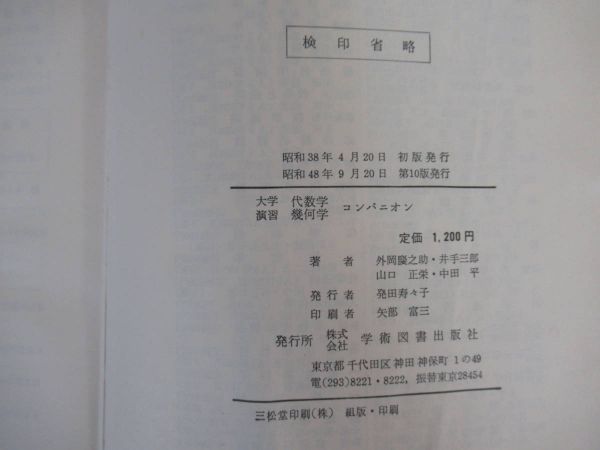 検印省略
昭和38年4月20日 初版発行
昭和48年9月20日 第10版発行
大学 代数学
演習 幾何学 コンパニオン
定価 1,200円
著者 外岡慶之助・井手三郎
山口正栄・中田平
発行者 発田寿々子
印刷者 矢部富三
発行所 株式会社 学術図書出版社
東京都千代田区神田神保町1の49
電(293)8221・8222, 振替東京28454
三松堂印刷(株) 組版・印刷